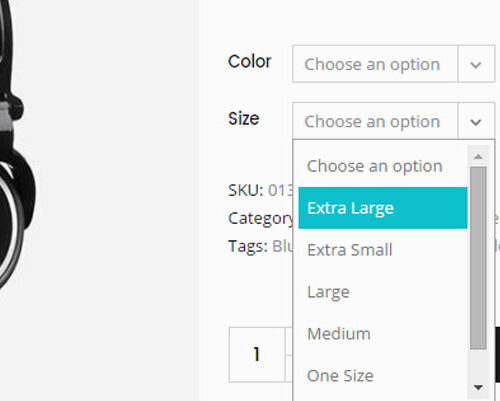 Color Choose an option
Size Choose an option
Choose an option
SKU: 013
Extra Large
Category
Extra Small
Tags: Blu
Large
Medium
1
One Size